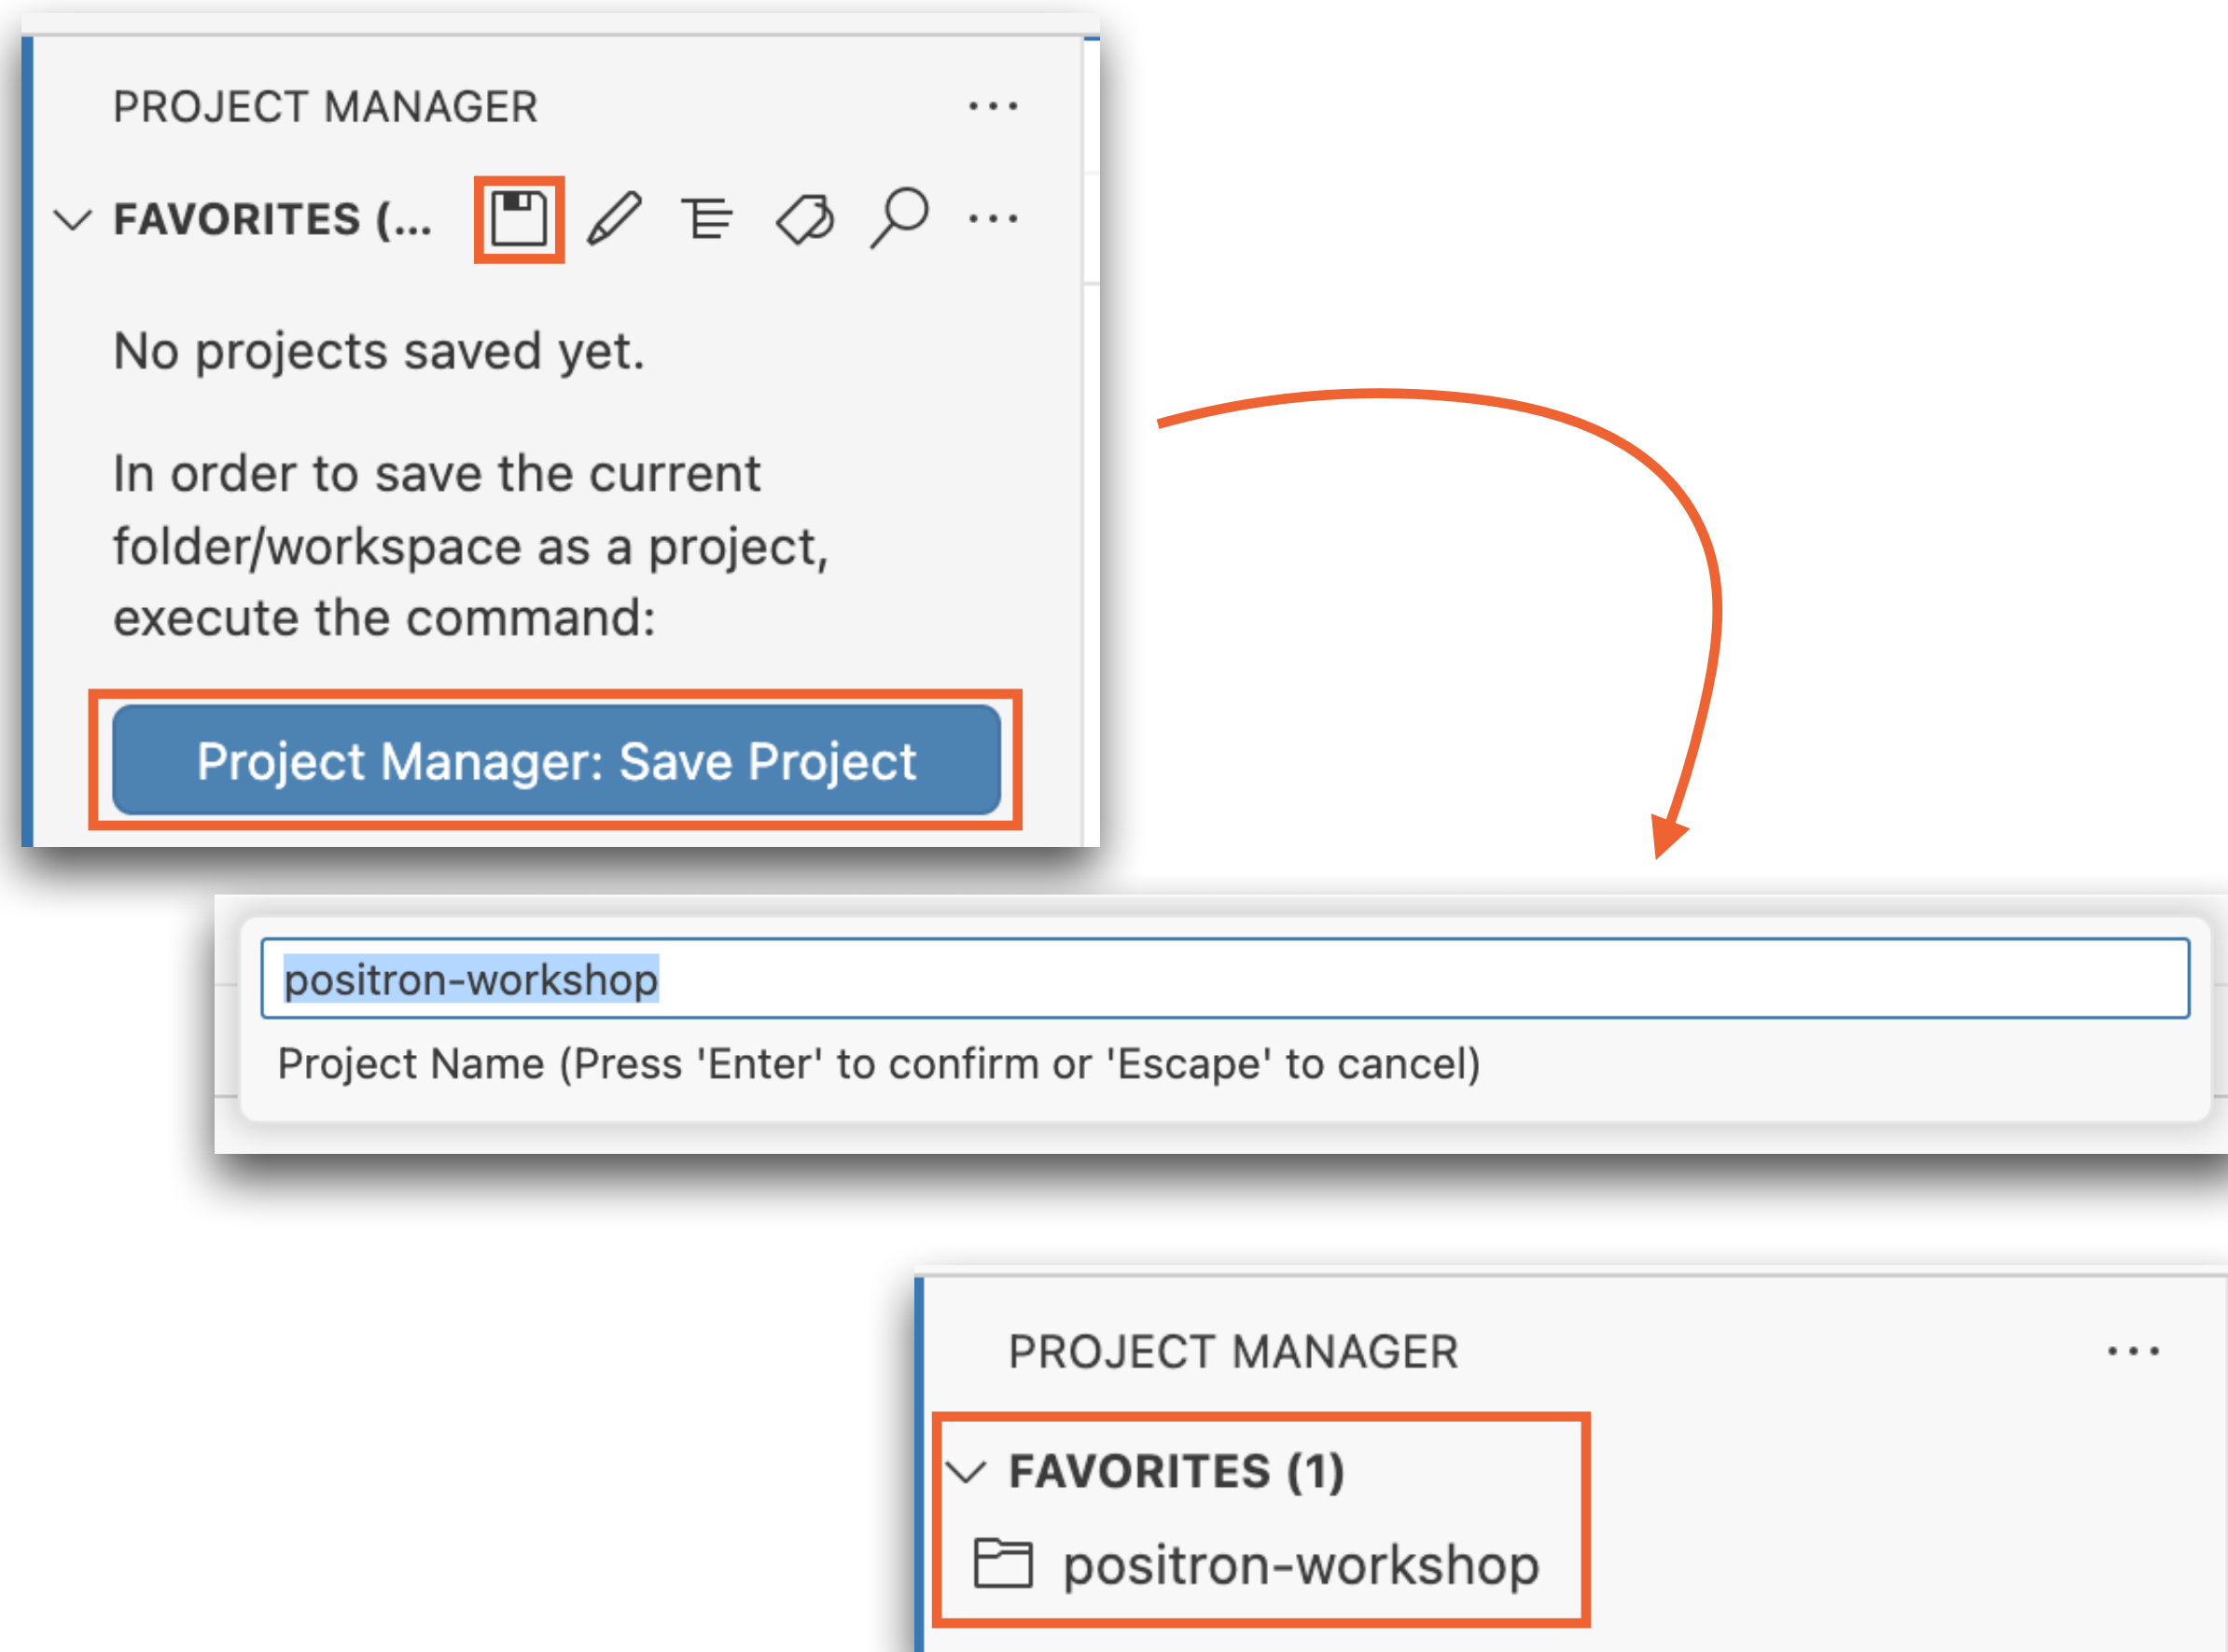 PROJECT MANAGER
FAVORITES (...
No projects saved yet.
In order to save the current
folder/workspace as a project,
execute the command:
Project Manager: Save Project
positron-workshop
Project Name (Press 'Enter' to confirm or 'Escape' to cancel)
PROJECT MANAGER
FAVORITES (1)
positron-workshop